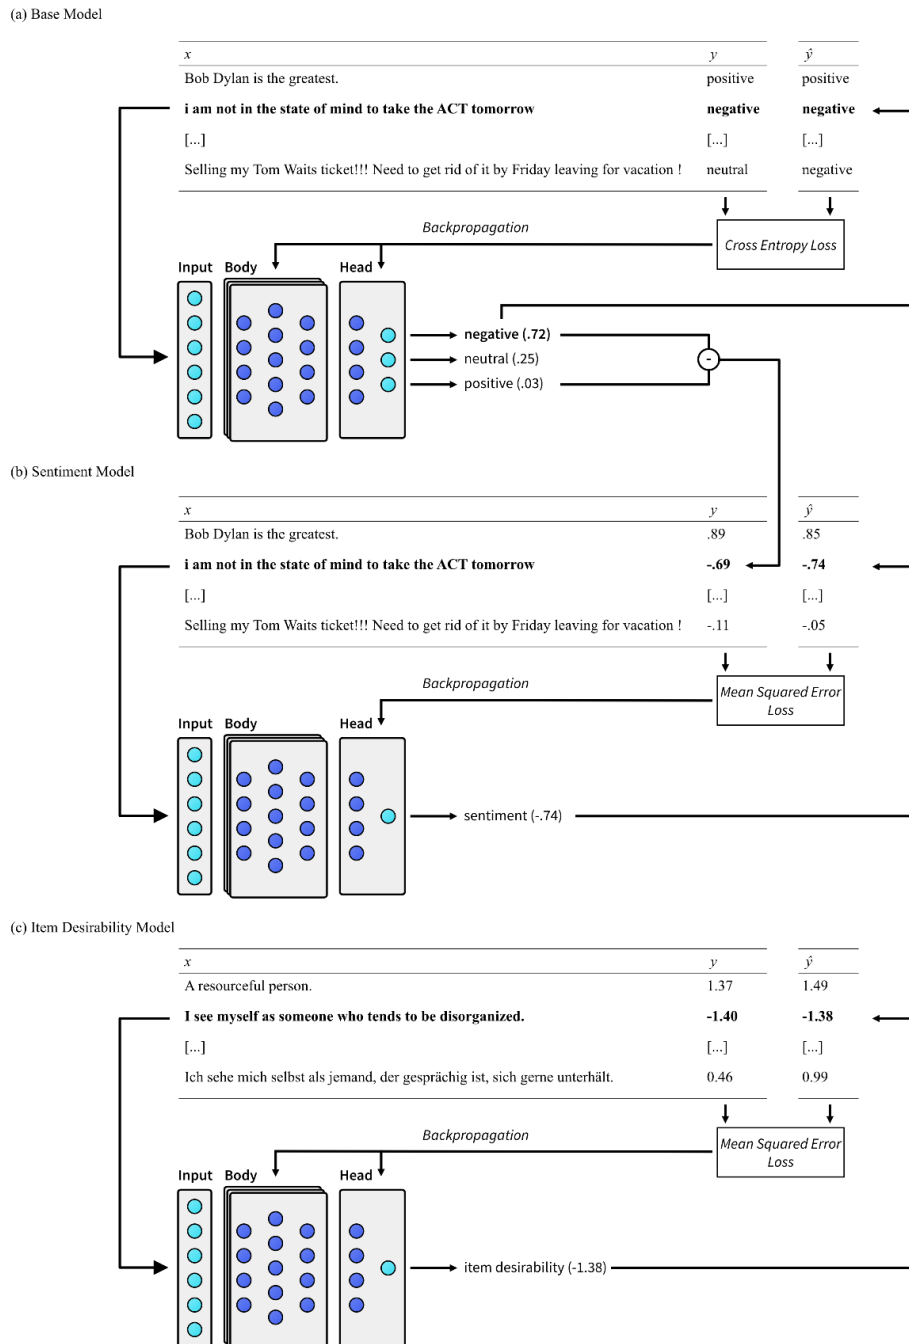 (a) Base Model
x y ŷ
Bob Dylan is the greatest. positive positive
i am not in the state of mind to take the ACT tomorrow negative negative
[...] [...] [...]
Selling my Tom Waits ticket!!! Need to get rid of it by Friday leaving for vacation ! neutral negative
Backpropagation
Cross Entropy Loss
Input Body Head
negative (.72)
neutral (.25)
-
positive (.03)
(b) Sentiment Model
x y ŷ
Bob Dylan is the greatest. .89 .85
i am not in the state of mind to take the ACT tomorrow -.69 -.74
[...] [...] [...]
Selling my Tom Waits ticket!!! Need to get rid of it by Friday leaving for vacation ! -.11 -.05
Backpropagation
Mean Squared Error
Loss
Input Body Head
sentiment (-.74)
(c) Item Desirability Model
x y ŷ
A resourceful person. 1.37 1.49
I see myself as someone who tends to be disorganized. -1.40 -1.38
[...] [...] [...]
Ich sehe mich selbst als jemand, der gesprächig ist, sich gerne unterhält. 0.46 0.99
Backpropagation
Mean Squared Error
Loss
Input Body Head
item desirability (-1.38)